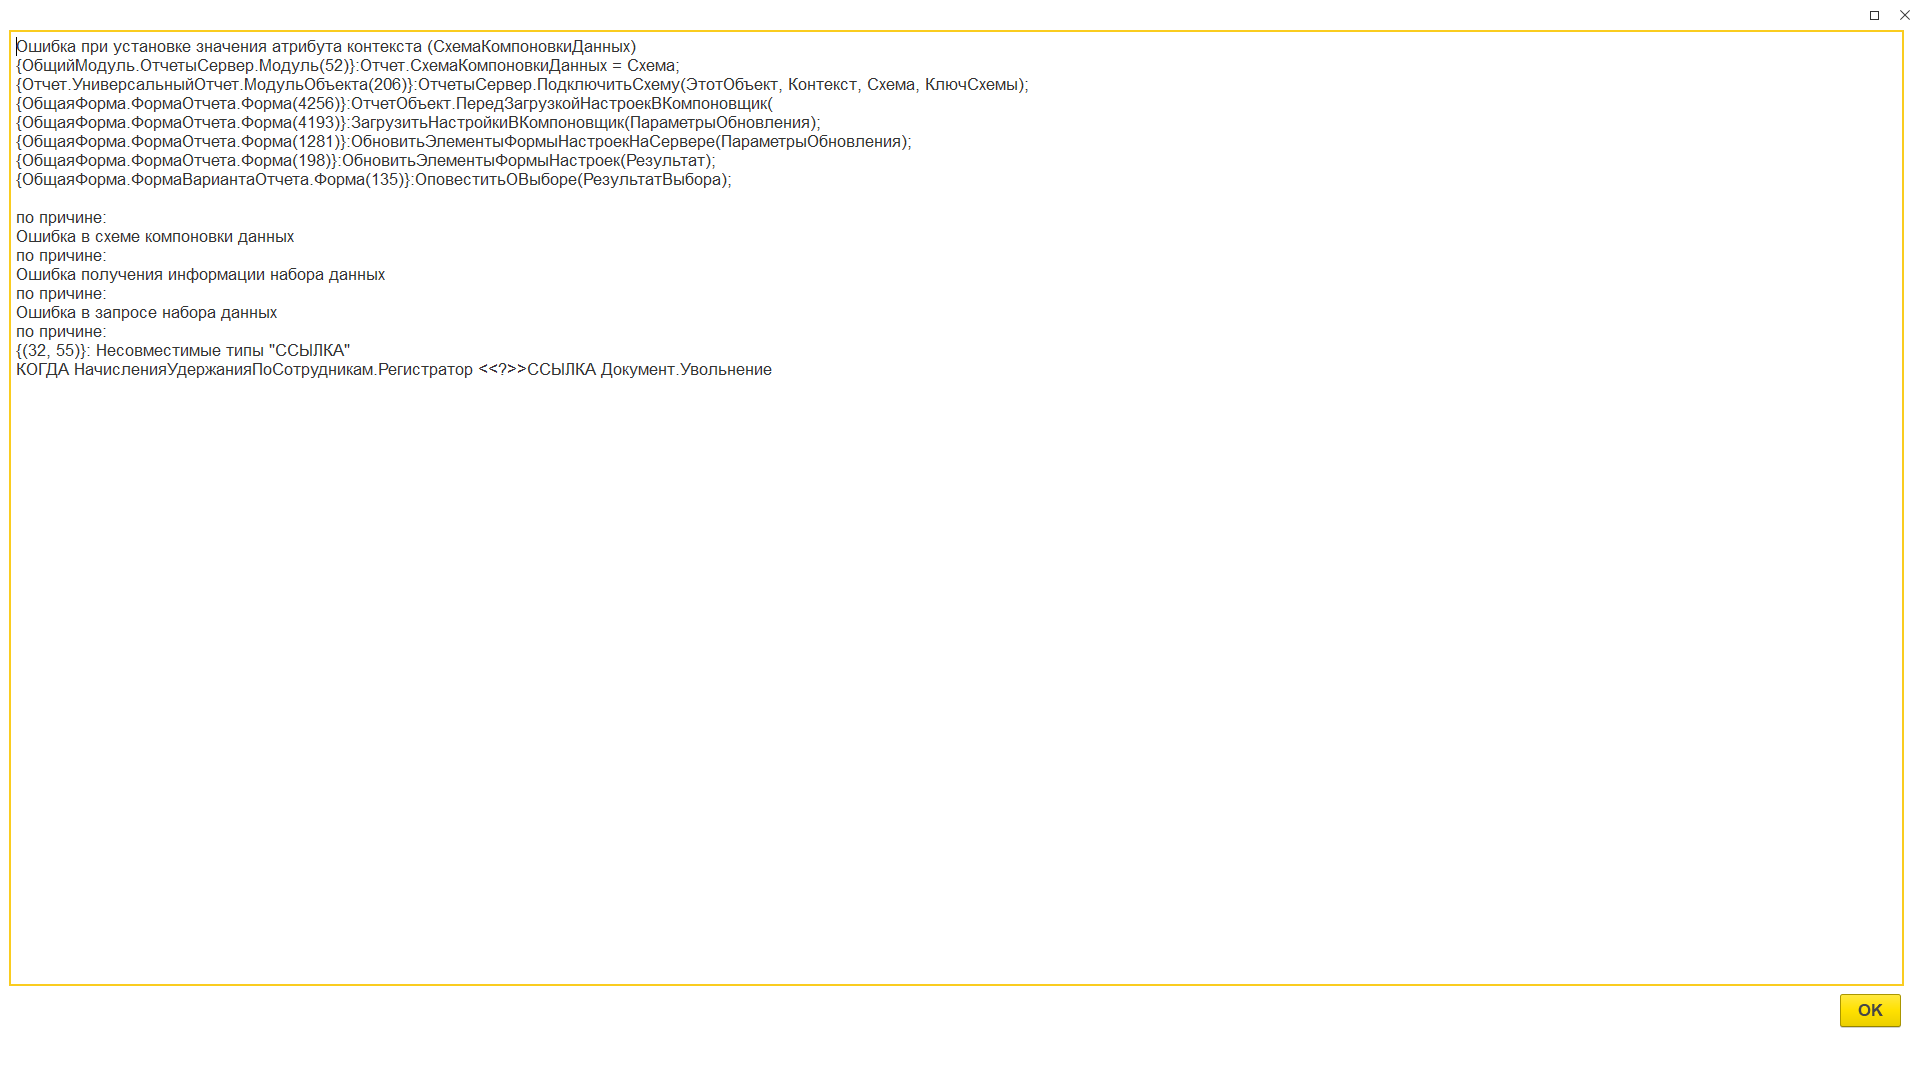 Ошибка при установке значения атрибута контекста (СхемаКомпоновкиДанных)
{ОбщийМодуль.ОтчетыСервер.Модуль(52)}:Отчет.СхемаКомпоновкиДанных = Схема;
{Отчет.УниверсальныйОтчет.МодульОбъекта(206)}:ОтчетыСервер.ПодключитьСхему(ЭтотОбъект, Контекст, Схема, КлючСхемы);
{ОбщаяФорма.ФормаОтчета.Форма(4256)}:ОтчетОбъект.ПередЗагрузкойНастроекВКомпоновщик(
{ОбщаяФорма.ФормаОтчета.Форма(4193)}:ЗагрузитьНастройкиВКомпоновщик(ПараметрыОбновления);
{ОбщаяФорма.ФормаОтчета.Форма(1281)}:ОбновитьЭлементыФормыНастроекНаСервере(ПараметрыОбновления);
{ОбщаяФорма.ФормаОтчета.Форма(198)}:ОбновитьЭлементыФормыНастроек(Результат);
{ОбщаяФорма.ФормаВариантаОтчета.Форма(135)}:ОповеститьОВыборе(РезультатВыбора);

по причине:
Ошибка в схеме компоновки данных
по причине:
Ошибка получения информации набора данных
по причине:
Ошибка в запросе набора данных
по причине:
{(32, 55)}: Несовместимые типы "ССЫЛКА"
КОГДА НачисленияУдержанияПоСотрудникам.Регистратор <<?>>ССЫЛКА Документ.Увольнение
OK